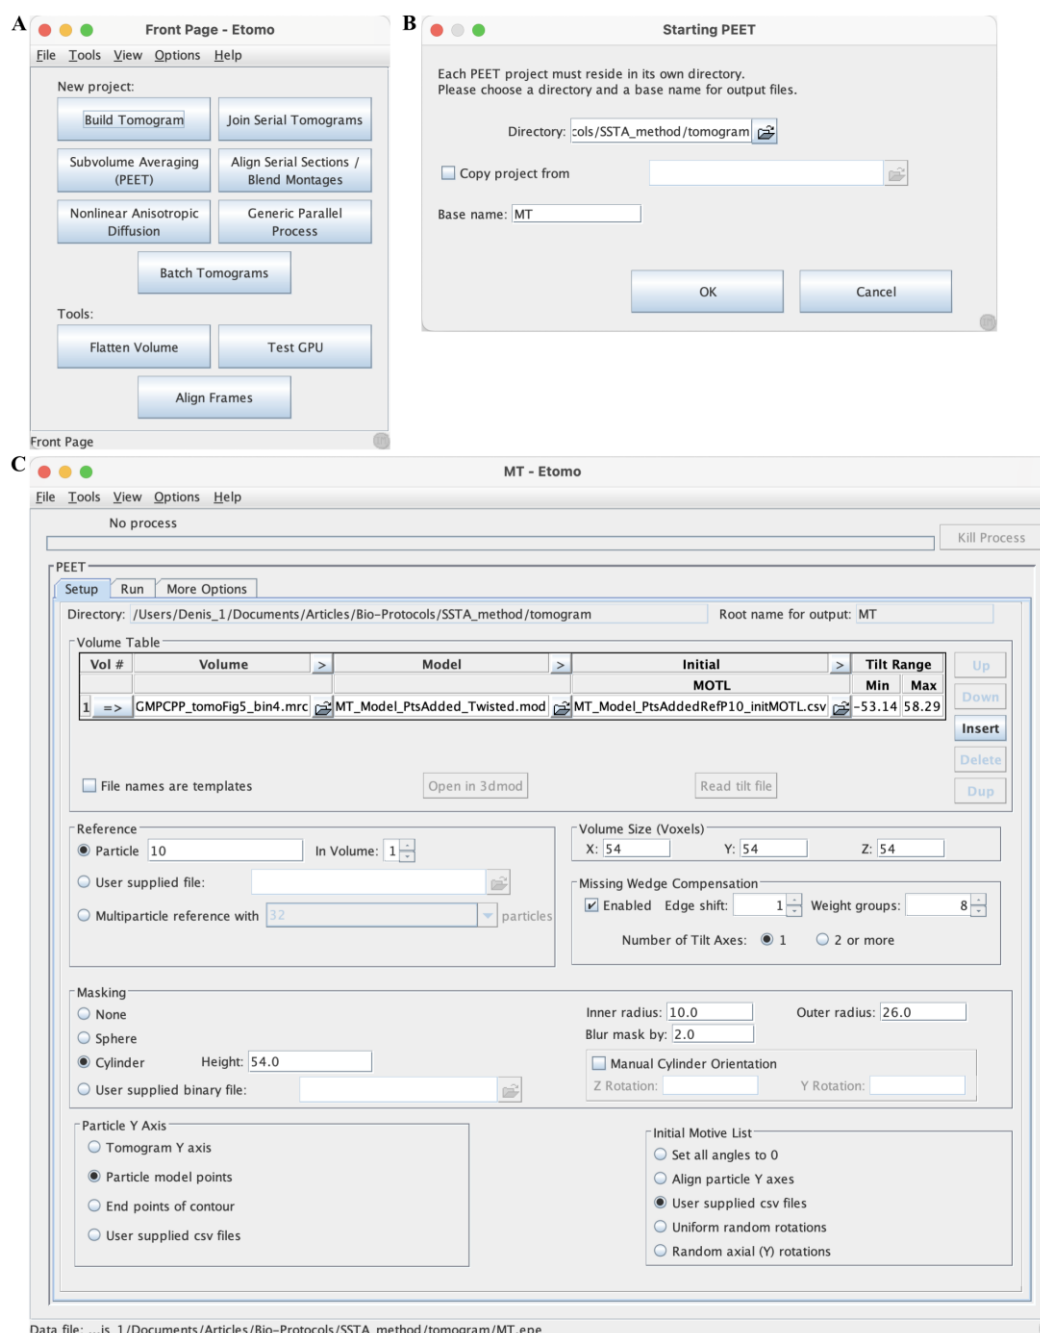 A
Front Page - Etomo
File Tools View Options Help
New project:
Build Tomogram
Join Serial Tomograms
Subvolume Averaging
(PEET)
Align Serial Sections /
Blend Montages
Nonlinear Anisotropic
Diffusion
Generic Parallel
Process
Batch Tomograms
Tools:
Flatten Volume
Test GPU
Align Frames
Front Page
B
Starting PEET
Each PEET project must reside in its own directory.
Please choose a directory and a base name for output files.
Directory: cols/SSTA_method/tomogram
Copy project from
Base name: MT
OK
Cancel
C
MT - Etomo
File Tools View Options Help
No process
Kill Process
PEET
Setup Run More Options
Directory: /Users/Denis_1/Documents/Articles/Bio-Protocols/SSTA_method/tomogram Root name for output: MT
Volume Table
Vol # Volume > Model > Initial > Tilt Range
MOTL Min Max
1 => GMPCPP_tomoFig5_bin4.mrc MT_Model_PtsAdded_Twisted.mod MT_Model_PtsAddedRefP10_initMOTL.csv -53.14 58.29
Up
Down
Insert
Delete
Dup
File names are templates
Open in 3dmod
Read tilt file
Reference
Particle 10 In Volume: 1
User supplied file:
Multiparticle reference with 32 particles
Volume Size (Voxels)
X: 54 Y: 54 Z: 54
Missing Wedge Compensation
Enabled Edge shift: 1 Weight groups: 8
Number of Tilt Axes: 1 2 or more
Masking
None
Sphere
Cylinder Height: 54.0
User supplied binary file:
Inner radius: 10.0 Outer radius: 26.0
Blur mask by: 2.0
Manual Cylinder Orientation
Z Rotation: Y Rotation:
Particle Y Axis
Tomogram Y axis
Particle model points
End points of contour
User supplied csv files
Initial Motive List
Set all angles to 0
Align particle Y axes
User supplied csv files
Uniform random rotations
Random axial (Y) rotations
Data file: ...is_1/Documents/Articles/Bio-Protocols/SSTA_method/tomogram/MT.epe